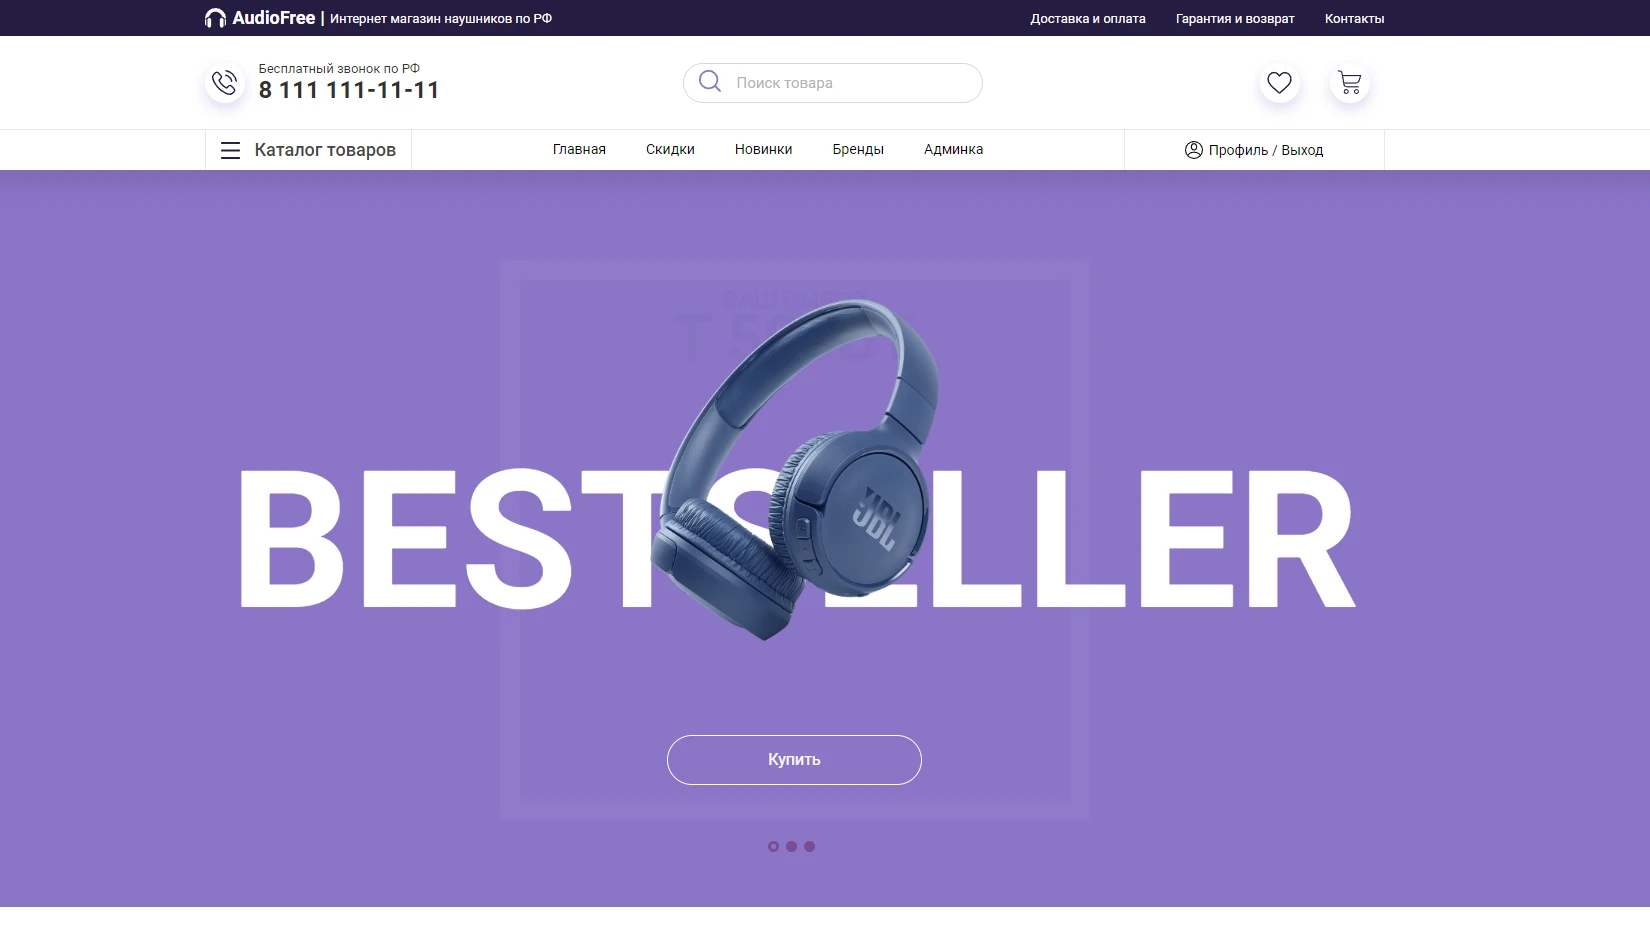 AudioFree | Интернет магазин наушников по РФ
Доставка и оплата
Гарантия и возврат
Контакты
Бесплатный звонок по РФ
8 111 111-11-11
Поиск товара
Каталог товаров
Главная
Скидки
Новинки
Бренды
Админка
Профиль / Выход
BESTSELLER
JBL
Купить